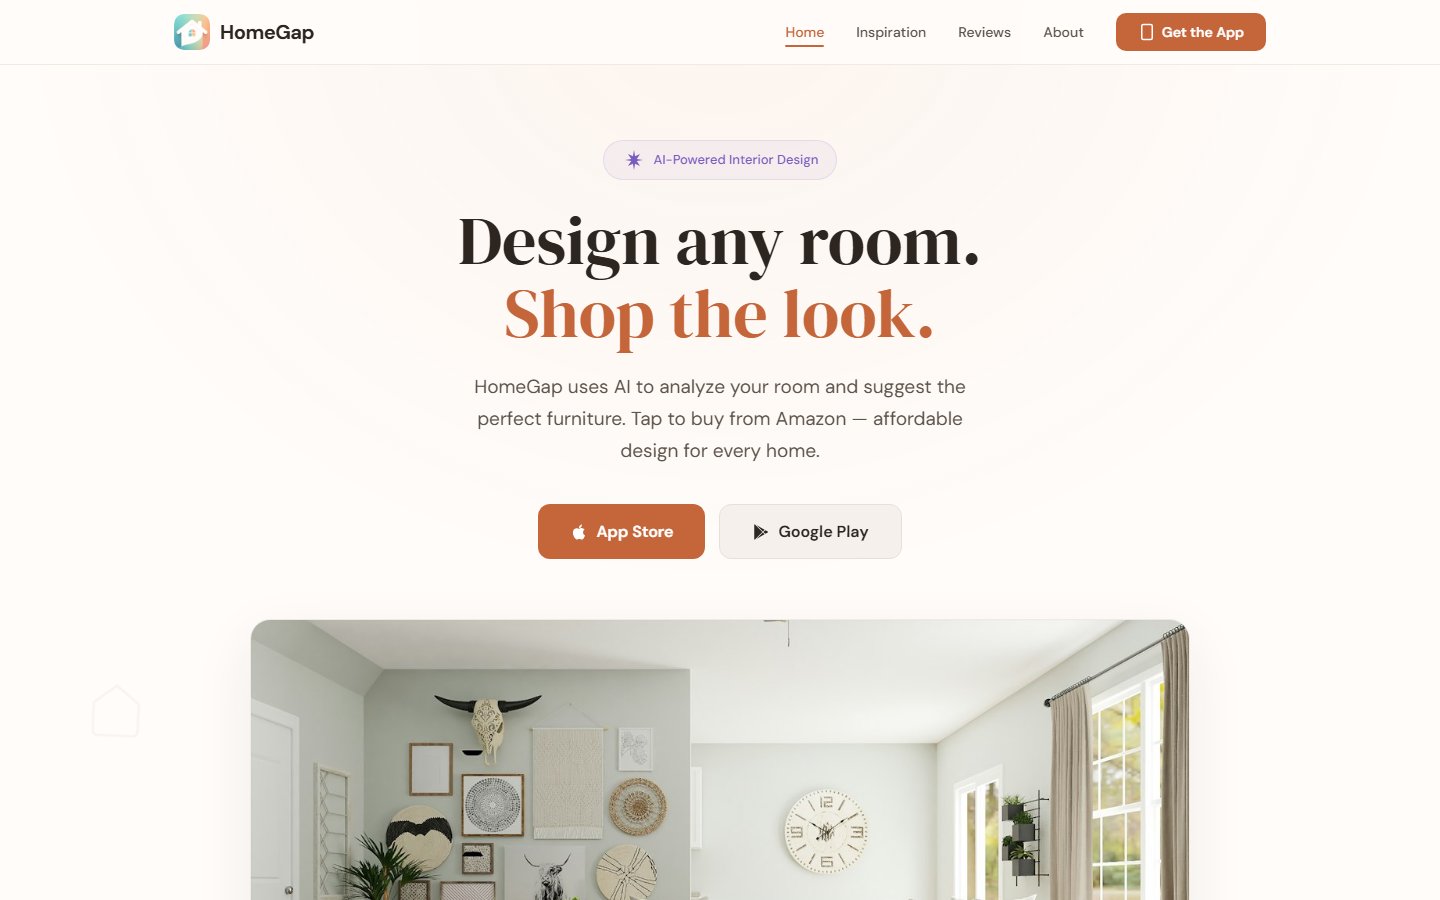 HomeGap
Home
Inspiration
Reviews
About
Get the App
AI-Powered Interior Design
Design any room.
Shop the look.
HomeGap uses AI to analyze your room and suggest the
perfect furniture. Tap to buy from Amazon — affordable
design for every home.
App Store
Google Play